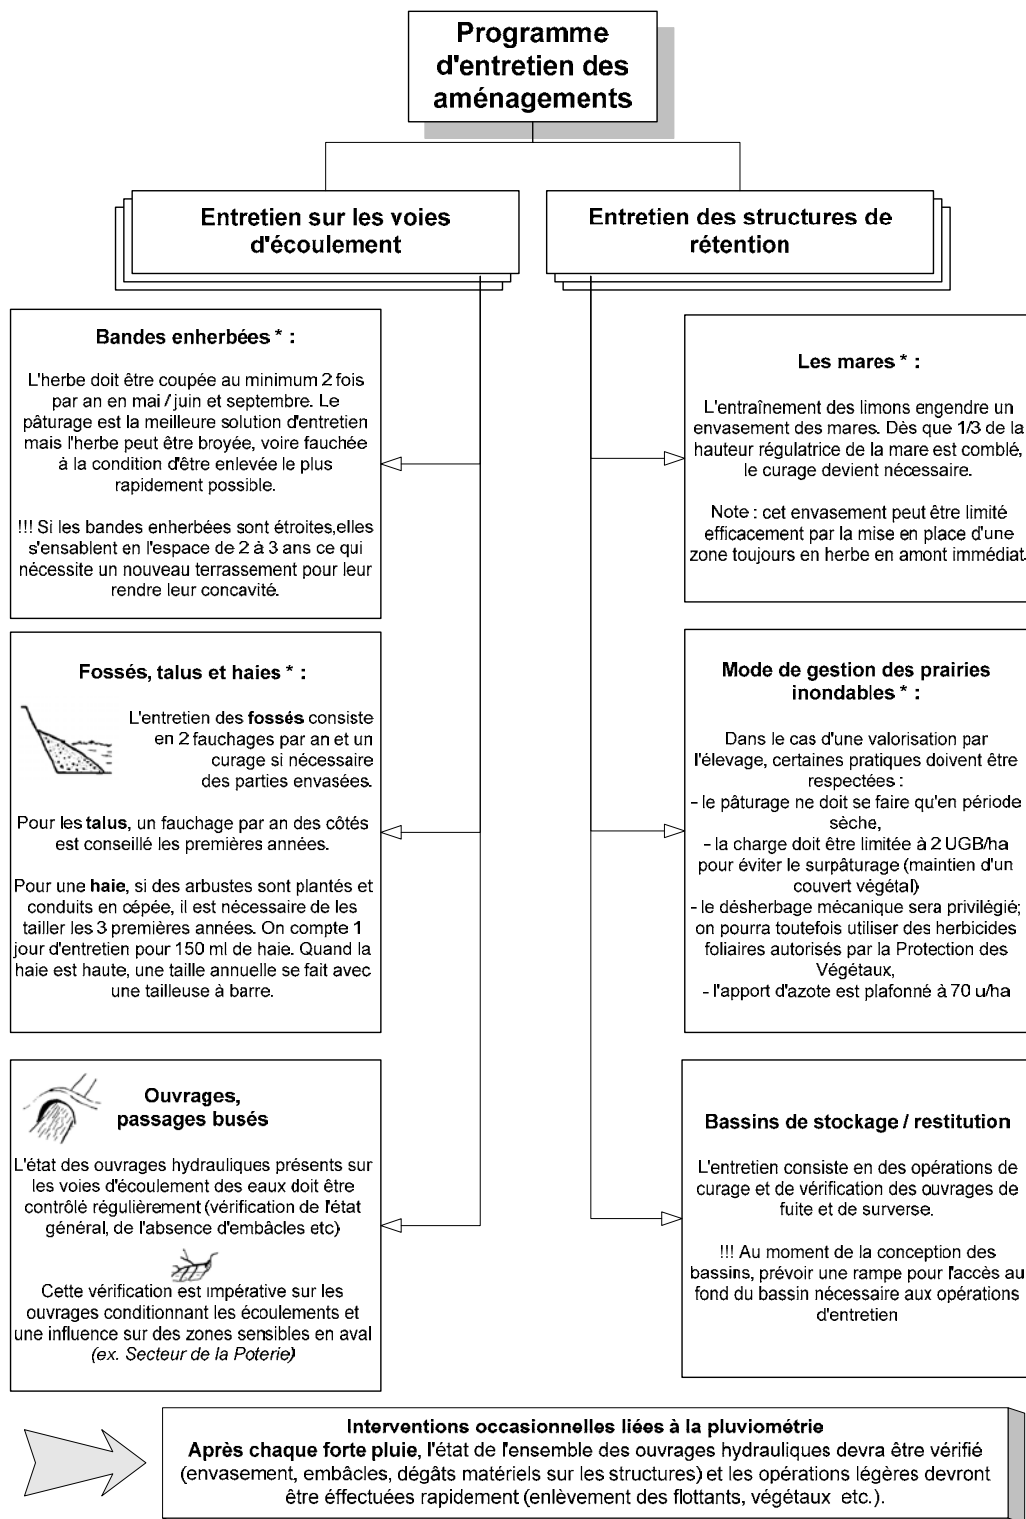 Programme
d'entretien des
aménagements
Entretien sur les voies
d'écoulement
Entretien des structures de
rétention
Bandes enherbées * :
L'herbe doit être coupée au minimum 2 fois
par an en mai / juin et septembre. Le
pâturage est la meilleure solution d'entretien
mais l'herbe peut être broyée, voire fauchée
à la condition d'être enlevée le plus
rapidement possible.
!!! Si les bandes enherbées sont étroites,elles
s'ensablent en l'espace de 2 à 3 ans ce qui
nécessite un nouveau terrassement pour leur
rendre leur concavité.
Fossés, talus et haies * :
L'entretien des fossés consiste
en 2 fauchages par an et un
curage si nécessaire
des parties envasées.
Pour les talus, un fauchage par an des côtés
est conseillé les premières années.
Pour une haie, si des arbustes sont plantés et
conduits en cépée, il est nécessaire de les
tailler les 3 premières années. On compte 1
jour d'entretien pour 150 ml de haie. Quand la
haie est haute, une taille annuelle se fait avec
une tailleuse à barre.
Ouvrages,
passages busés
L'état des ouvrages hydrauliques présents sur
les voies d'écoulement des eaux doit être
contrôlé régulièrement (vérification de l'état
général, de l'absence d'embâcles etc)
Cette vérification est impérative sur les
ouvrages conditionnant les écoulements et
une influence sur des zones sensibles en aval
(ex. Secteur de la Poterie)
Les mares * :
L'entraînement des limons engendre un
envasement des mares. Dès que 1/3 de la
hauteur régulatrice de la mare est comblé,
le curage devient nécessaire.
Note : cet envasement peut être limité
efficacement par la mise en place d'une
zone toujours en herbe en amont immédiat.
Mode de gestion des prairies
inondables * :
Dans le cas d'une valorisation par
l'élevage, certaines pratiques doivent être
respectées :
- le pâturage ne doit se faire qu'en période
sèche,
- la charge doit être limitée à 2 UGB/ha
pour éviter le surpâturage (maintien d'un
couvert végétal)
- le désherbage mécanique sera privilégié;
on pourra toutefois utiliser des herbicides
foliaires autorisés par la Protection des
Végétaux,
- l'apport d'azote est plafonné à 70 u/ha
Bassins de stockage / restitution
L'entretien consiste en des opérations de
curage et de vérification des ouvrages de
fuite et de surverse.
!!! Au moment de la conception des
bassins, prévoir une rampe pour l'accès au
fond du bassin nécessaire aux opérations
d'entretien
Interventions occasionnelles liées à la pluviométrie
Après chaque forte pluie, l'état de l'ensemble des ouvrages hydrauliques devra être vérifié
(envasement, embâcles, dégâts matériels sur les structures) et les opérations légères devront
être éffectuées rapidement (enlèvement des flottants, végétaux etc.).